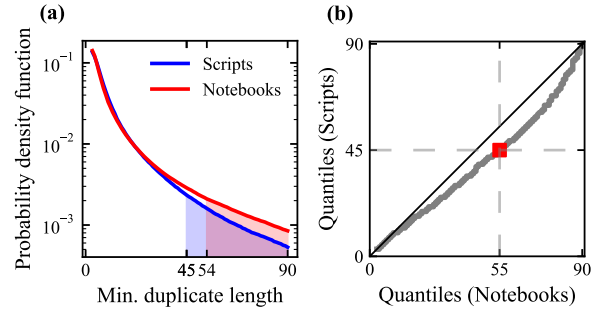 (a)
Probability density function
10⁻¹
10⁻²
10⁻³
Scripts
Notebooks
0
45
54
90
Min. duplicate length
(b)
Quantiles (Scripts)
90
45
0
0
55
90
Quantiles (Notebooks)